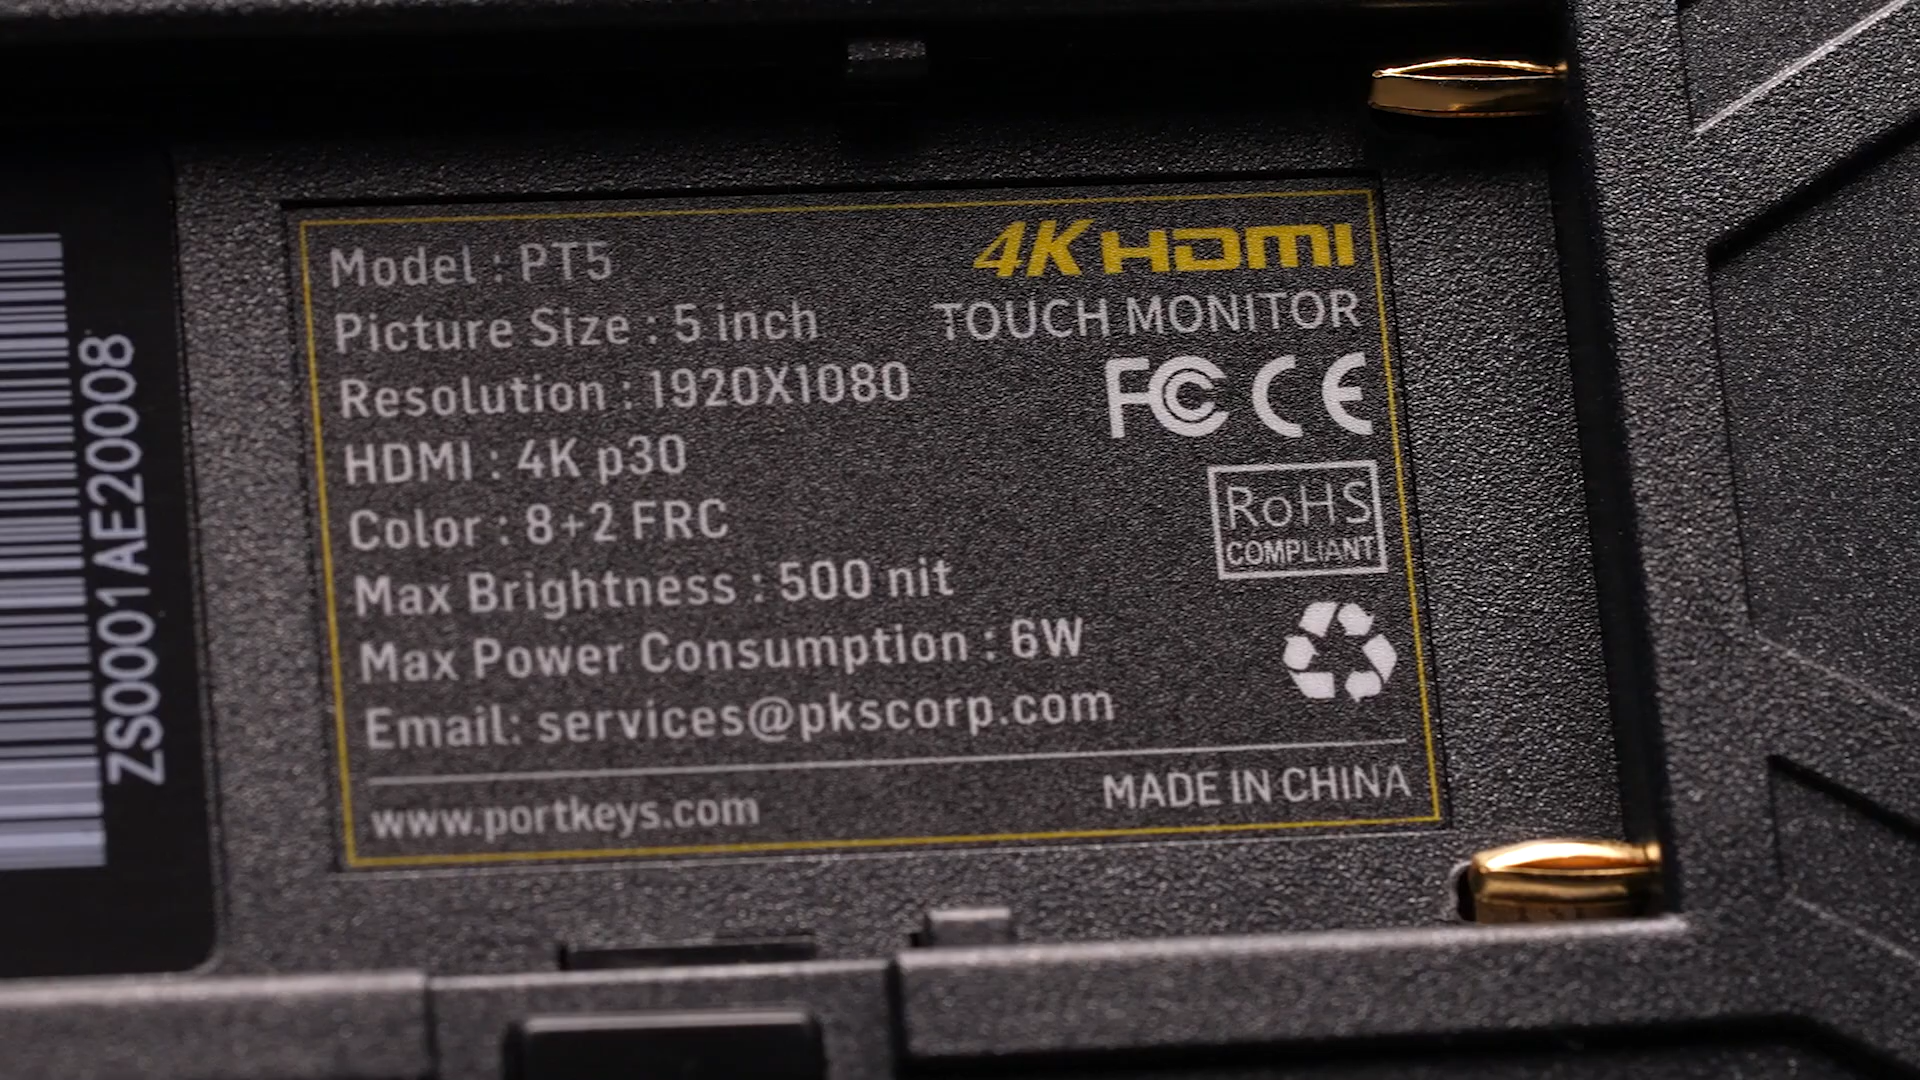 Model : PT5
Picture Size : 5 inch
Resolution : 1920X1080
HDMI : 4K p30
Color : 8+2 FRC
Max Brightness : 500 nit
Max Power Consumption : 6W
Email: services@pkscorp.com
www.portkeys.com
4K HDMI
TOUCH MONITOR
FC CE
RoHS
COMPLIANT
MADE IN CHINA
ZS0001AE20008